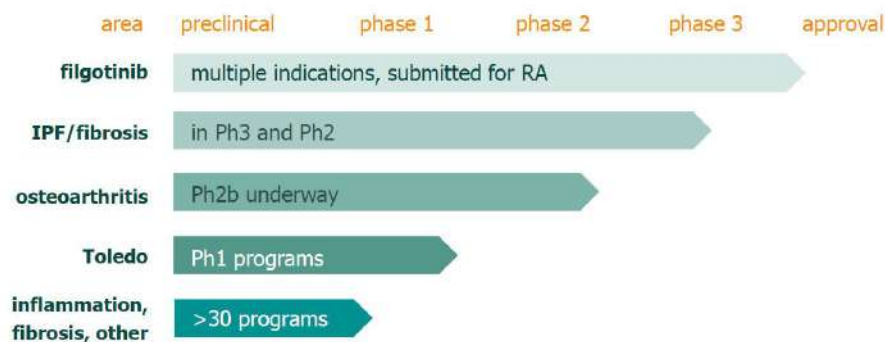 area preclinical phase 1 phase 2 phase 3 approval
filgotinib multiple indications, submitted for RA
IPF/fibrosis in Ph3 and Ph2
osteoarthritis Ph2b underway
Toledo Ph1 programs
inflammation,
fibrosis, other >30 programs